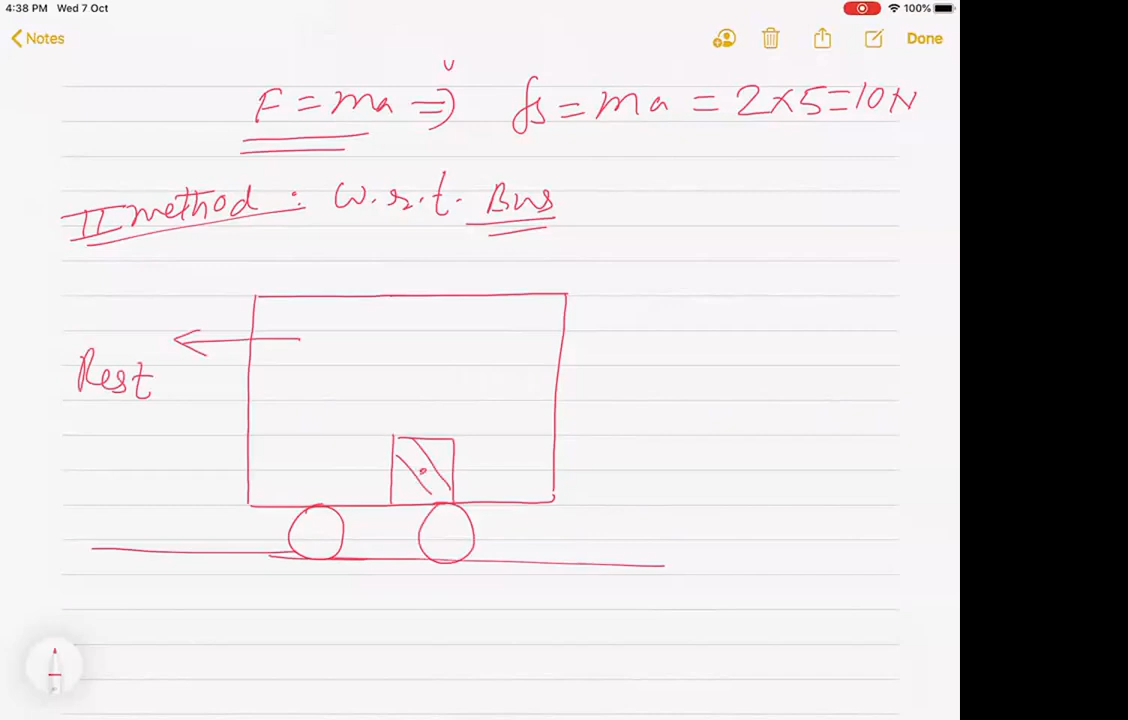 4:38 PM Wed 7 Oct 100%
Notes Done
F = ma ⇒ fs = ma = 2×5=10N
II method : w.r.t. Bus
Rest